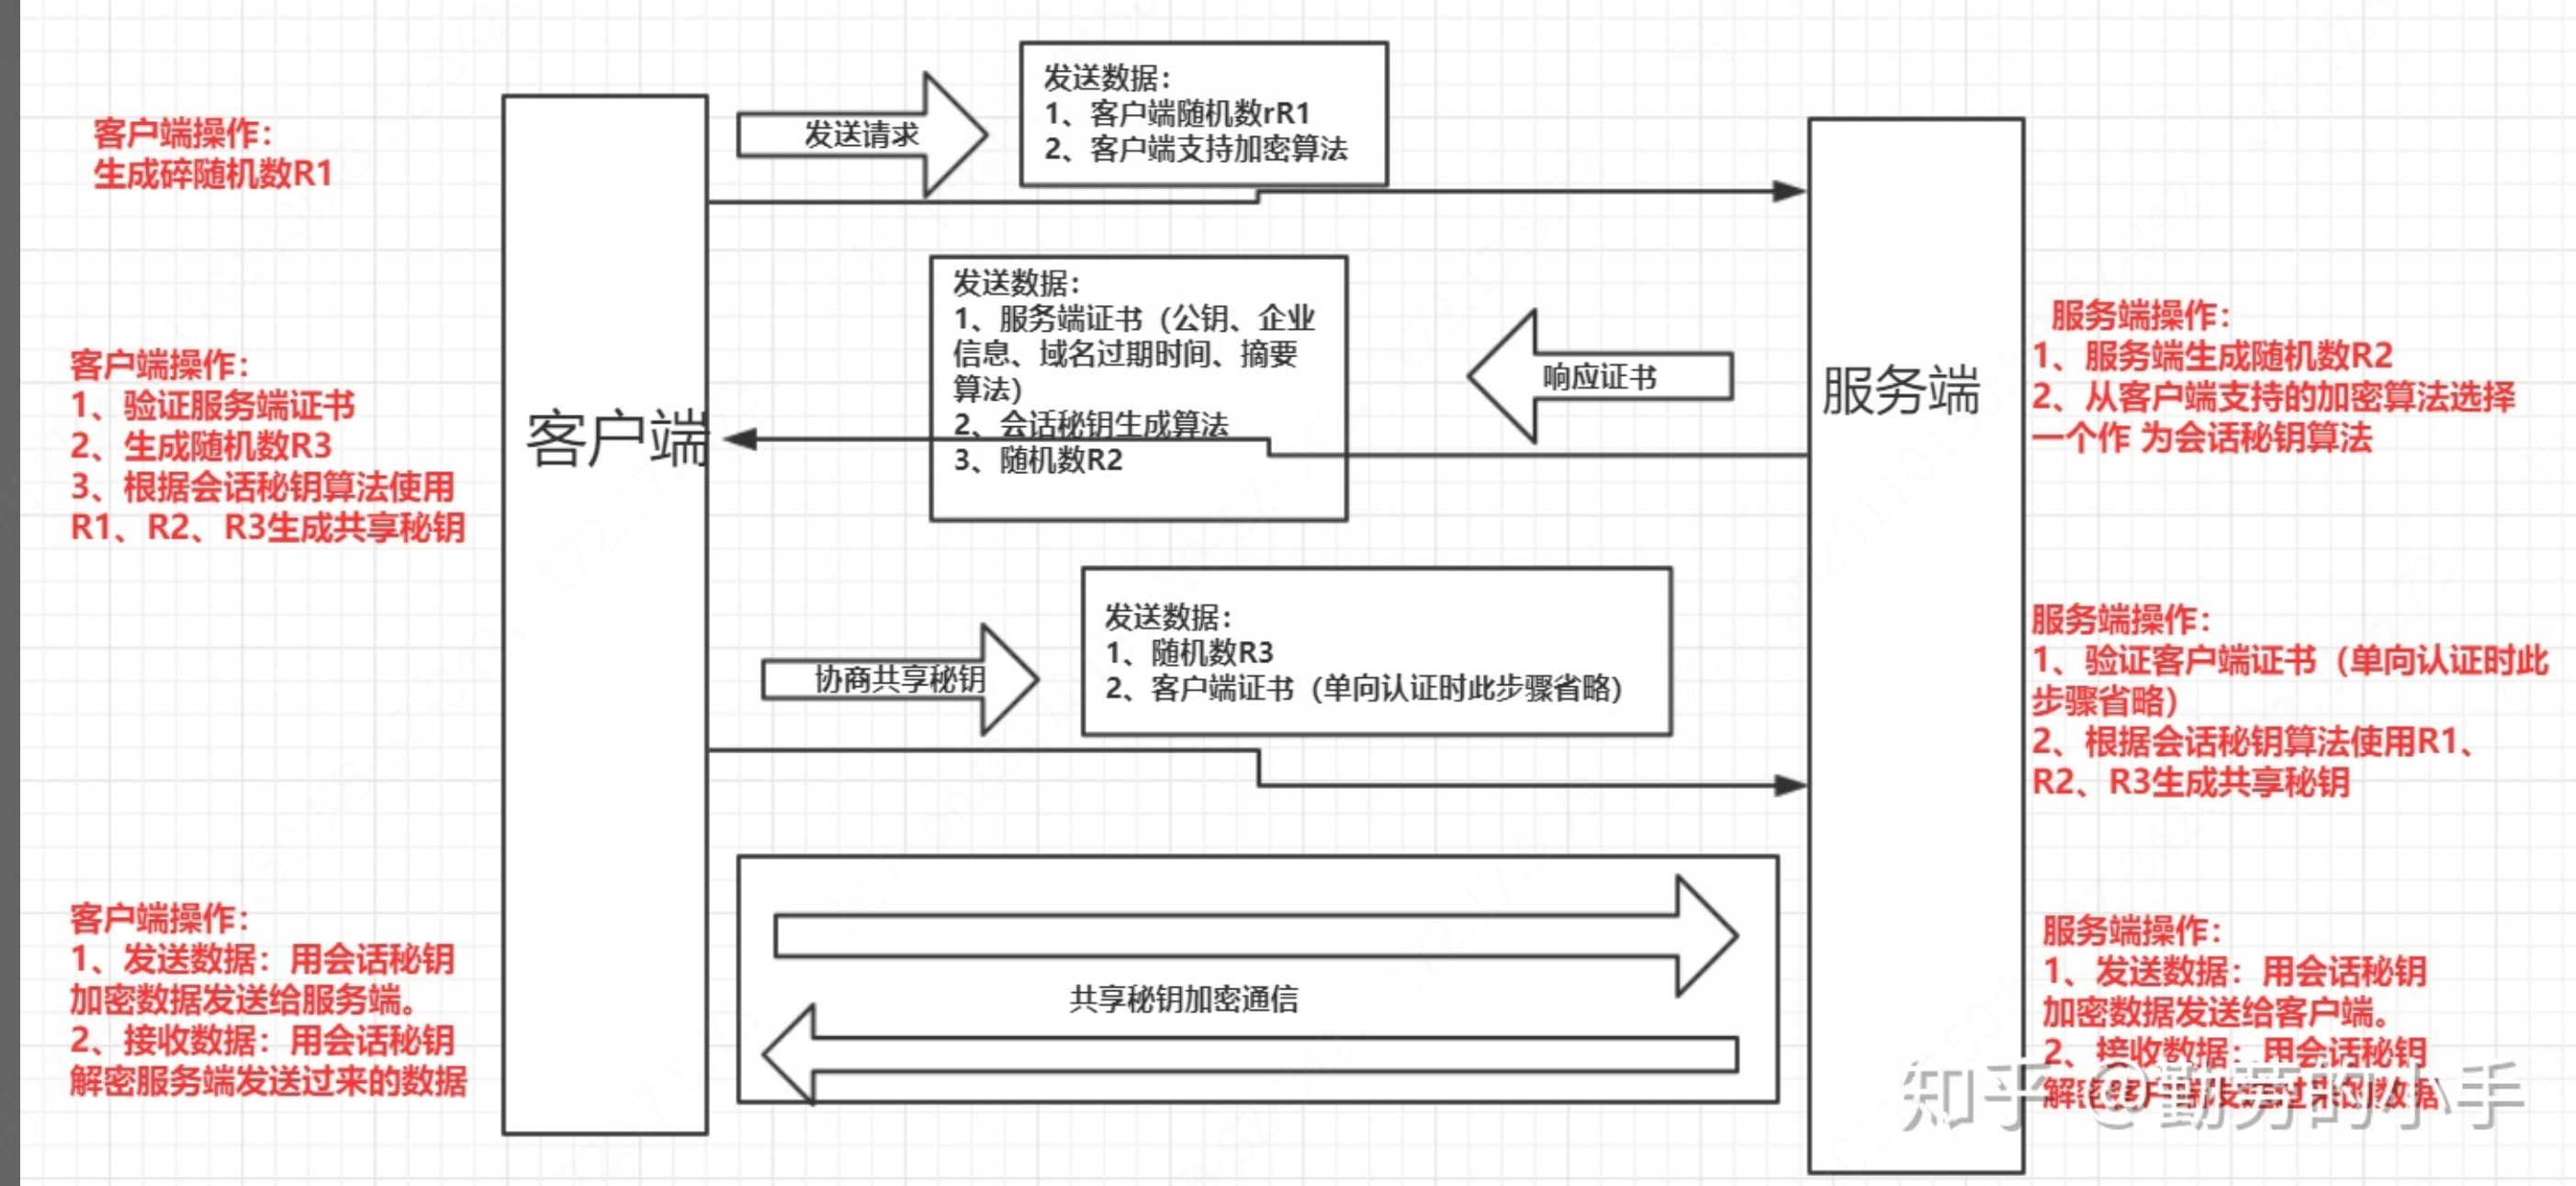 客户端操作：
生成碎随机数R1
发送请求
发送数据：
1、客户端随机数rR1
2、客户端支持加密算法
客户端操作：
1、验证服务端证书
2、生成随机数R3
3、根据会话秘钥算法使用
R1、R2、R3生成共享秘钥
客户端
发送数据：
1、服务端证书（公钥、企业
信息、域名过期时间、摘要
算法）
2、会话秘钥生成算法
3、随机数R2
响应证书
服务端
服务端操作：
1、服务端生成随机数R2
2、从客户端支持的加密算法选择
一个作 为会话秘钥算法
协商共享秘钥
发送数据：
1、随机数R3
2、客户端证书（单向认证时此步骤省略）
服务端操作：
1、验证客户端证书（单向认证时此
步骤省略）
2、根据会话秘钥算法使用R1、
R2、R3生成共享秘钥
客户端操作：
1、发送数据：用会话秘钥
加密数据发送给服务端。
2、接收数据：用会话秘钥
解密服务端发送过来的数据
共享秘钥加密通信
服务端操作：
1、发送数据：用会话秘钥
加密数据发送给客户端。
2、接收数据：用会话秘钥
解密客户端发送过来的数据
知乎 @勤劳的小手